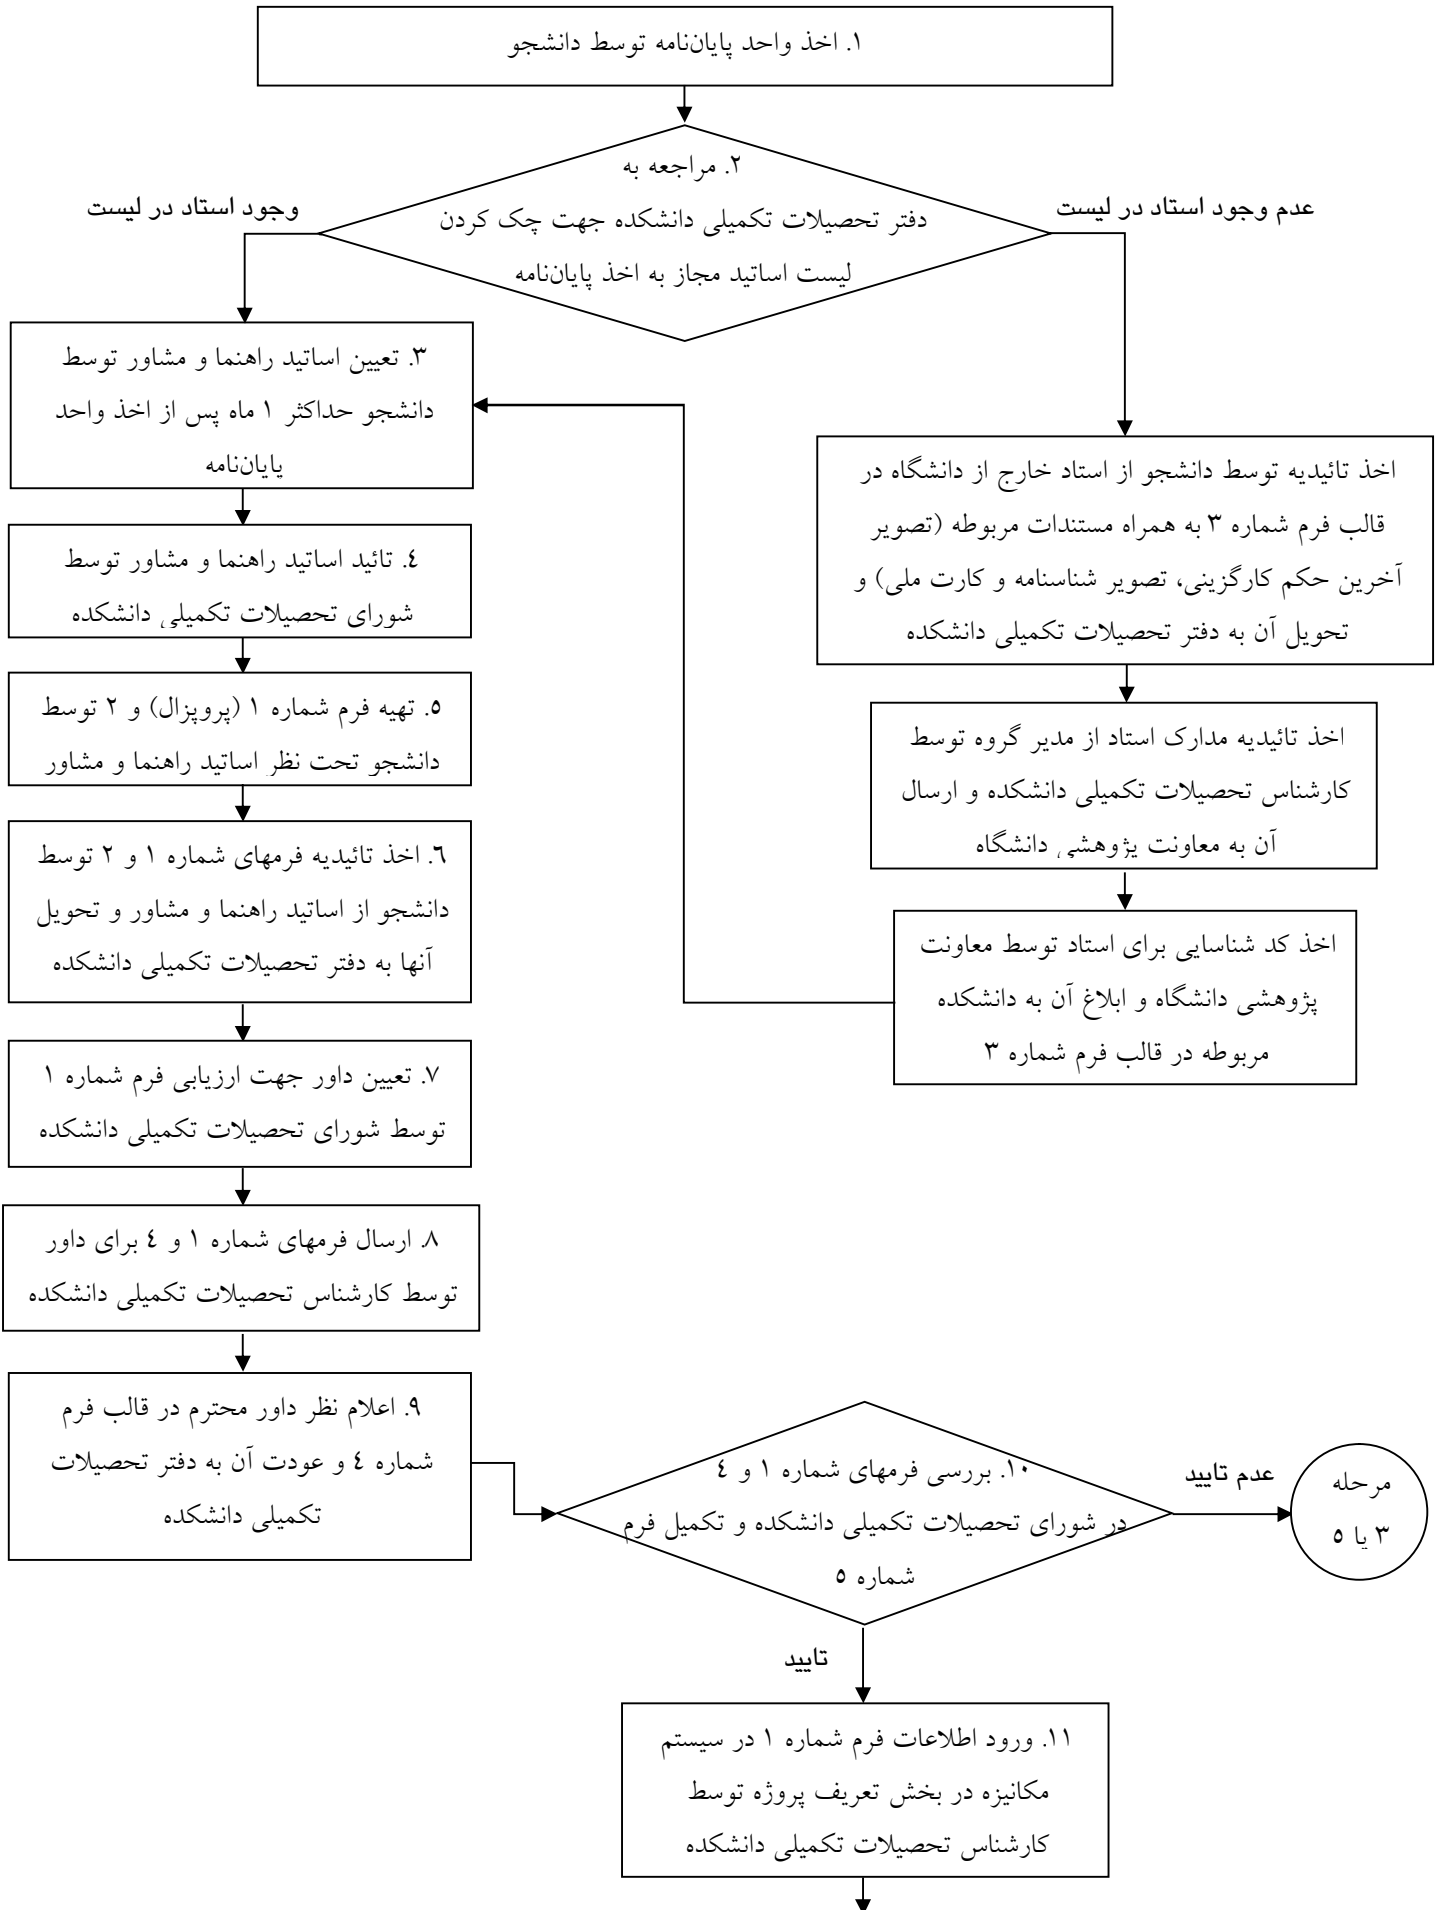 ۱. اخذ واحد پایان‌نامه توسط دانشجو
۲. مراجعه به
دفتر تحصیلات تکمیلی دانشکده جهت چک کردن
لیست اساتید مجاز به اخذ پایان‌نامه
عدم وجود استاد در لیست
وجود استاد در لیست
۳. تعیین اساتید راهنما و مشاور توسط
دانشجو حداکثر ۱ ماه پس از اخذ واحد
پایان‌نامه
اخذ تائیدیه توسط دانشجو از استاد خارج از دانشگاه در
قالب فرم شماره ۳ به همراه مستندات مربوطه (تصویر
آخرین حکم کارگزینی، تصویر شناسنامه و کارت ملی) و
تحویل آن به دفتر تحصیلات تکمیلی دانشکده
۴. تائید اساتید راهنما و مشاور توسط
شورای تحصیلات تکمیلی دانشکده
۵. تهیه فرم شماره ۱ (پروپزال) و ۲ توسط
دانشجو تحت نظر اساتید راهنما و مشاور
اخذ تائیدیه مدارک استاد از مدیر گروه توسط
کارشناس تحصیلات تکمیلی دانشکده و ارسال
آن به معاونت پژوهشی دانشگاه
۶. اخذ تائیدیه فرمهای شماره ۱ و ۲ توسط
دانشجو از اساتید راهنما و مشاور و تحویل
آنها به دفتر تحصیلات تکمیلی دانشکده
اخذ کد شناسایی برای استاد توسط معاونت
پژوهشی دانشگاه و ابلاغ آن به دانشکده
مربوطه در قالب فرم شماره ۳
۷. تعیین داور جهت ارزیابی فرم شماره ۱
توسط شورای تحصیلات تکمیلی دانشکده
۸. ارسال فرمهای شماره ۱ و ۴ برای داور
توسط کارشناس تحصیلات تکمیلی دانشکده
۹. اعلام نظر داور محترم در قالب فرم
شماره ۴ و عودت آن به دفتر تحصیلات
تکمیلی دانشکده
۱۰. بررسی فرمهای شماره ۱ و ۴
در شورای تحصیلات تکمیلی دانشکده و تکمیل فرم
شماره ۵
عدم تایید
مرحله
۳ یا ۵
تایید
۱۱. ورود اطلاعات فرم شماره ۱ در سیستم
مکانیزه در بخش تعریف پروژه توسط
کارشناس تحصیلات تکمیلی دانشکده